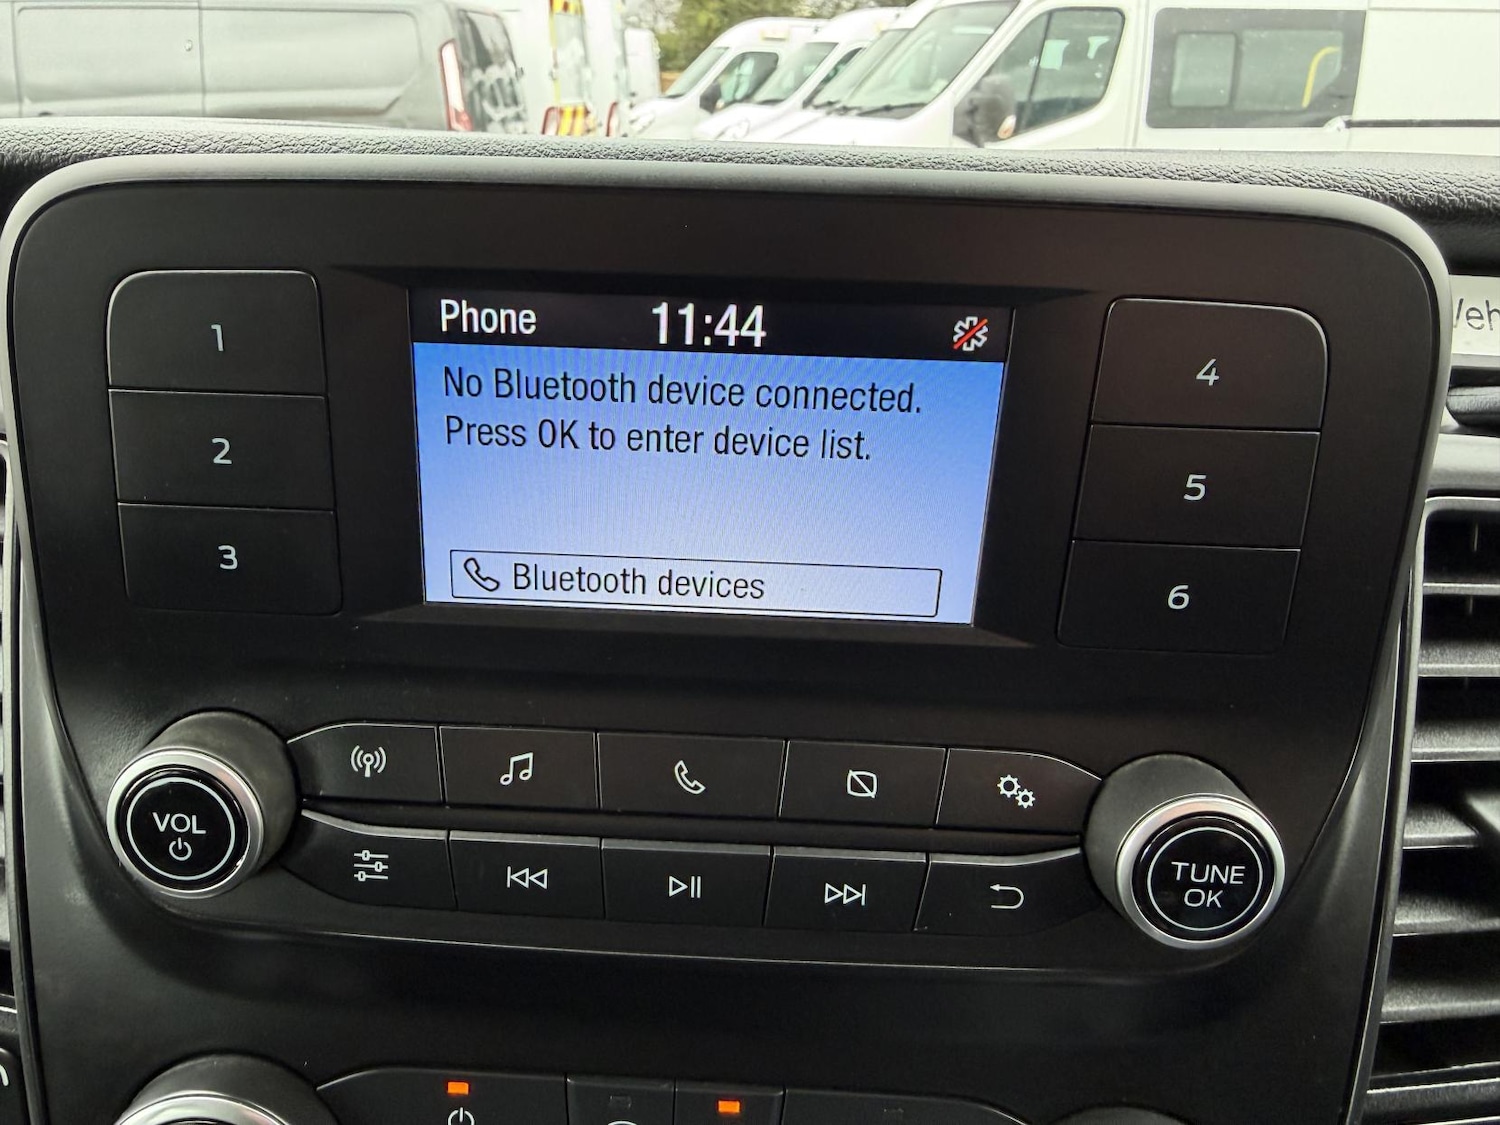 Phone 11:44
No Bluetooth device connected.
Press OK to enter device list.
Bluetooth devices
1
2
3
4
5
6
VOL
TUNE
OK